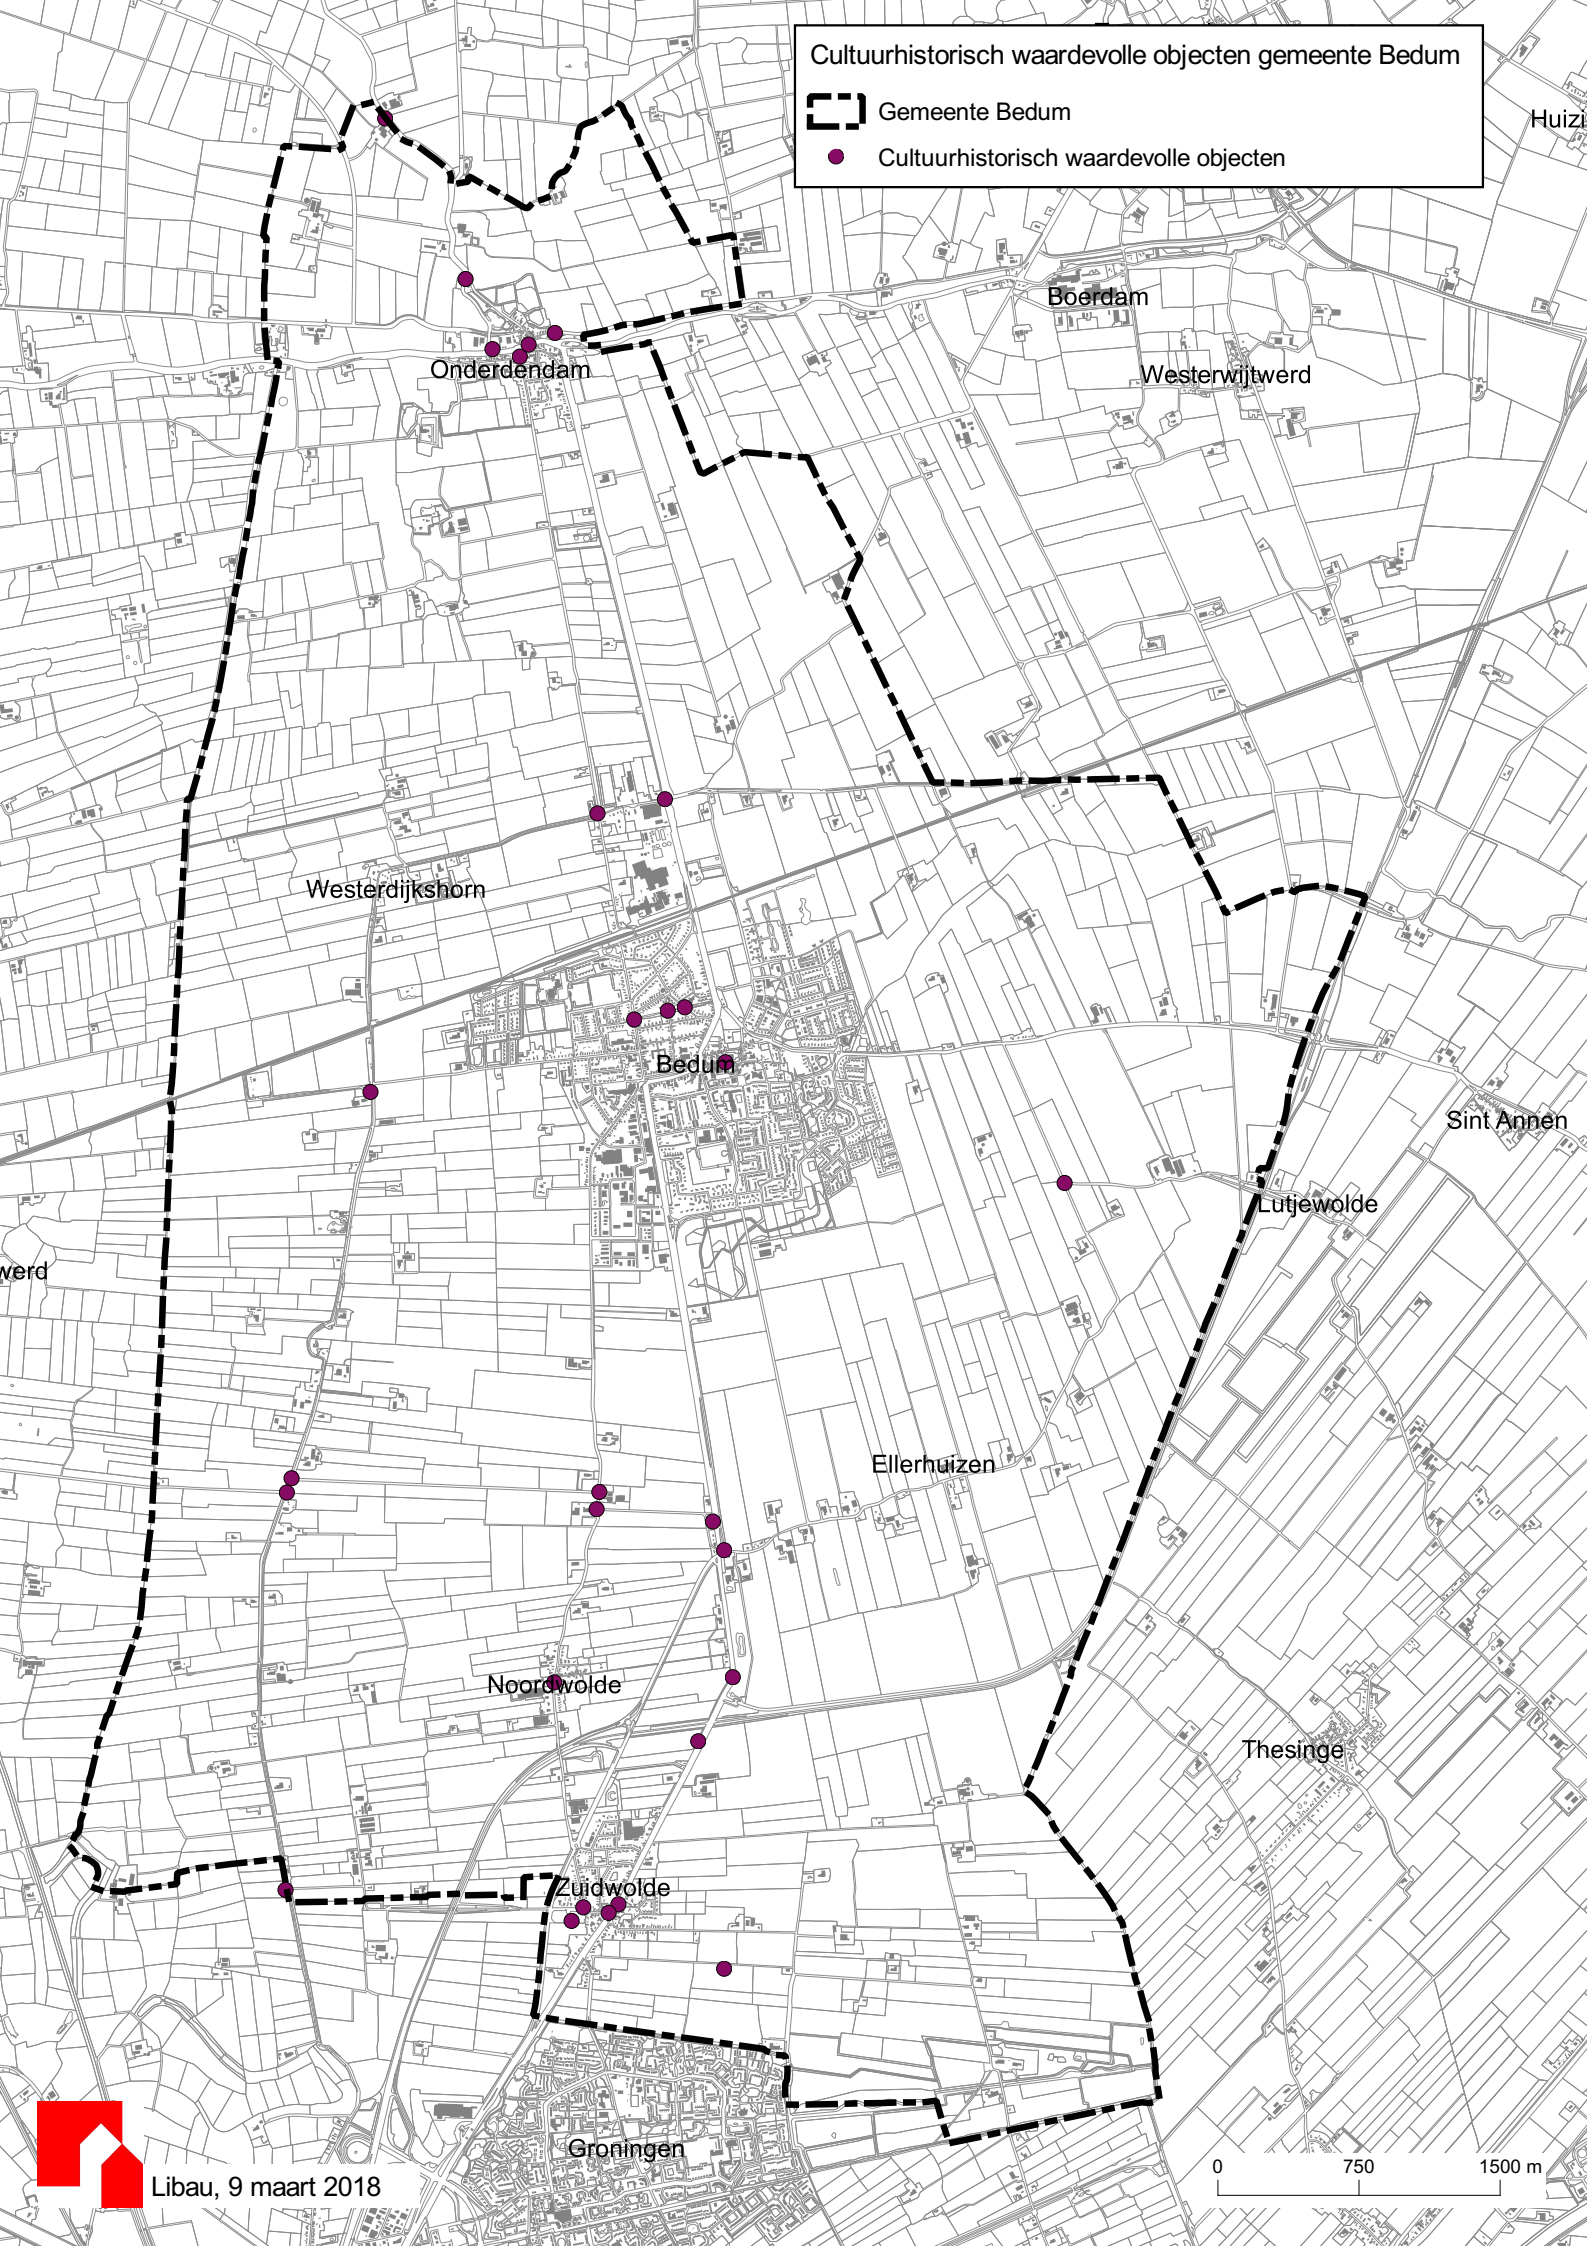 Cultuurhistorisch waardevolle objecten gemeente Bedum
Gemeente Bedum
Cultuurhistorisch waardevolle objecten
Huizi
Boerdam
Onderdendam
Westerwijtwerd
Westerdijkshorn
Bedum
Sint Annen
Lutjewolde
werd
Ellerhuizen
Noordwolde
Thesinge
Zuidwolde
Groningen
0 750 1500 m
Libau, 9 maart 2018